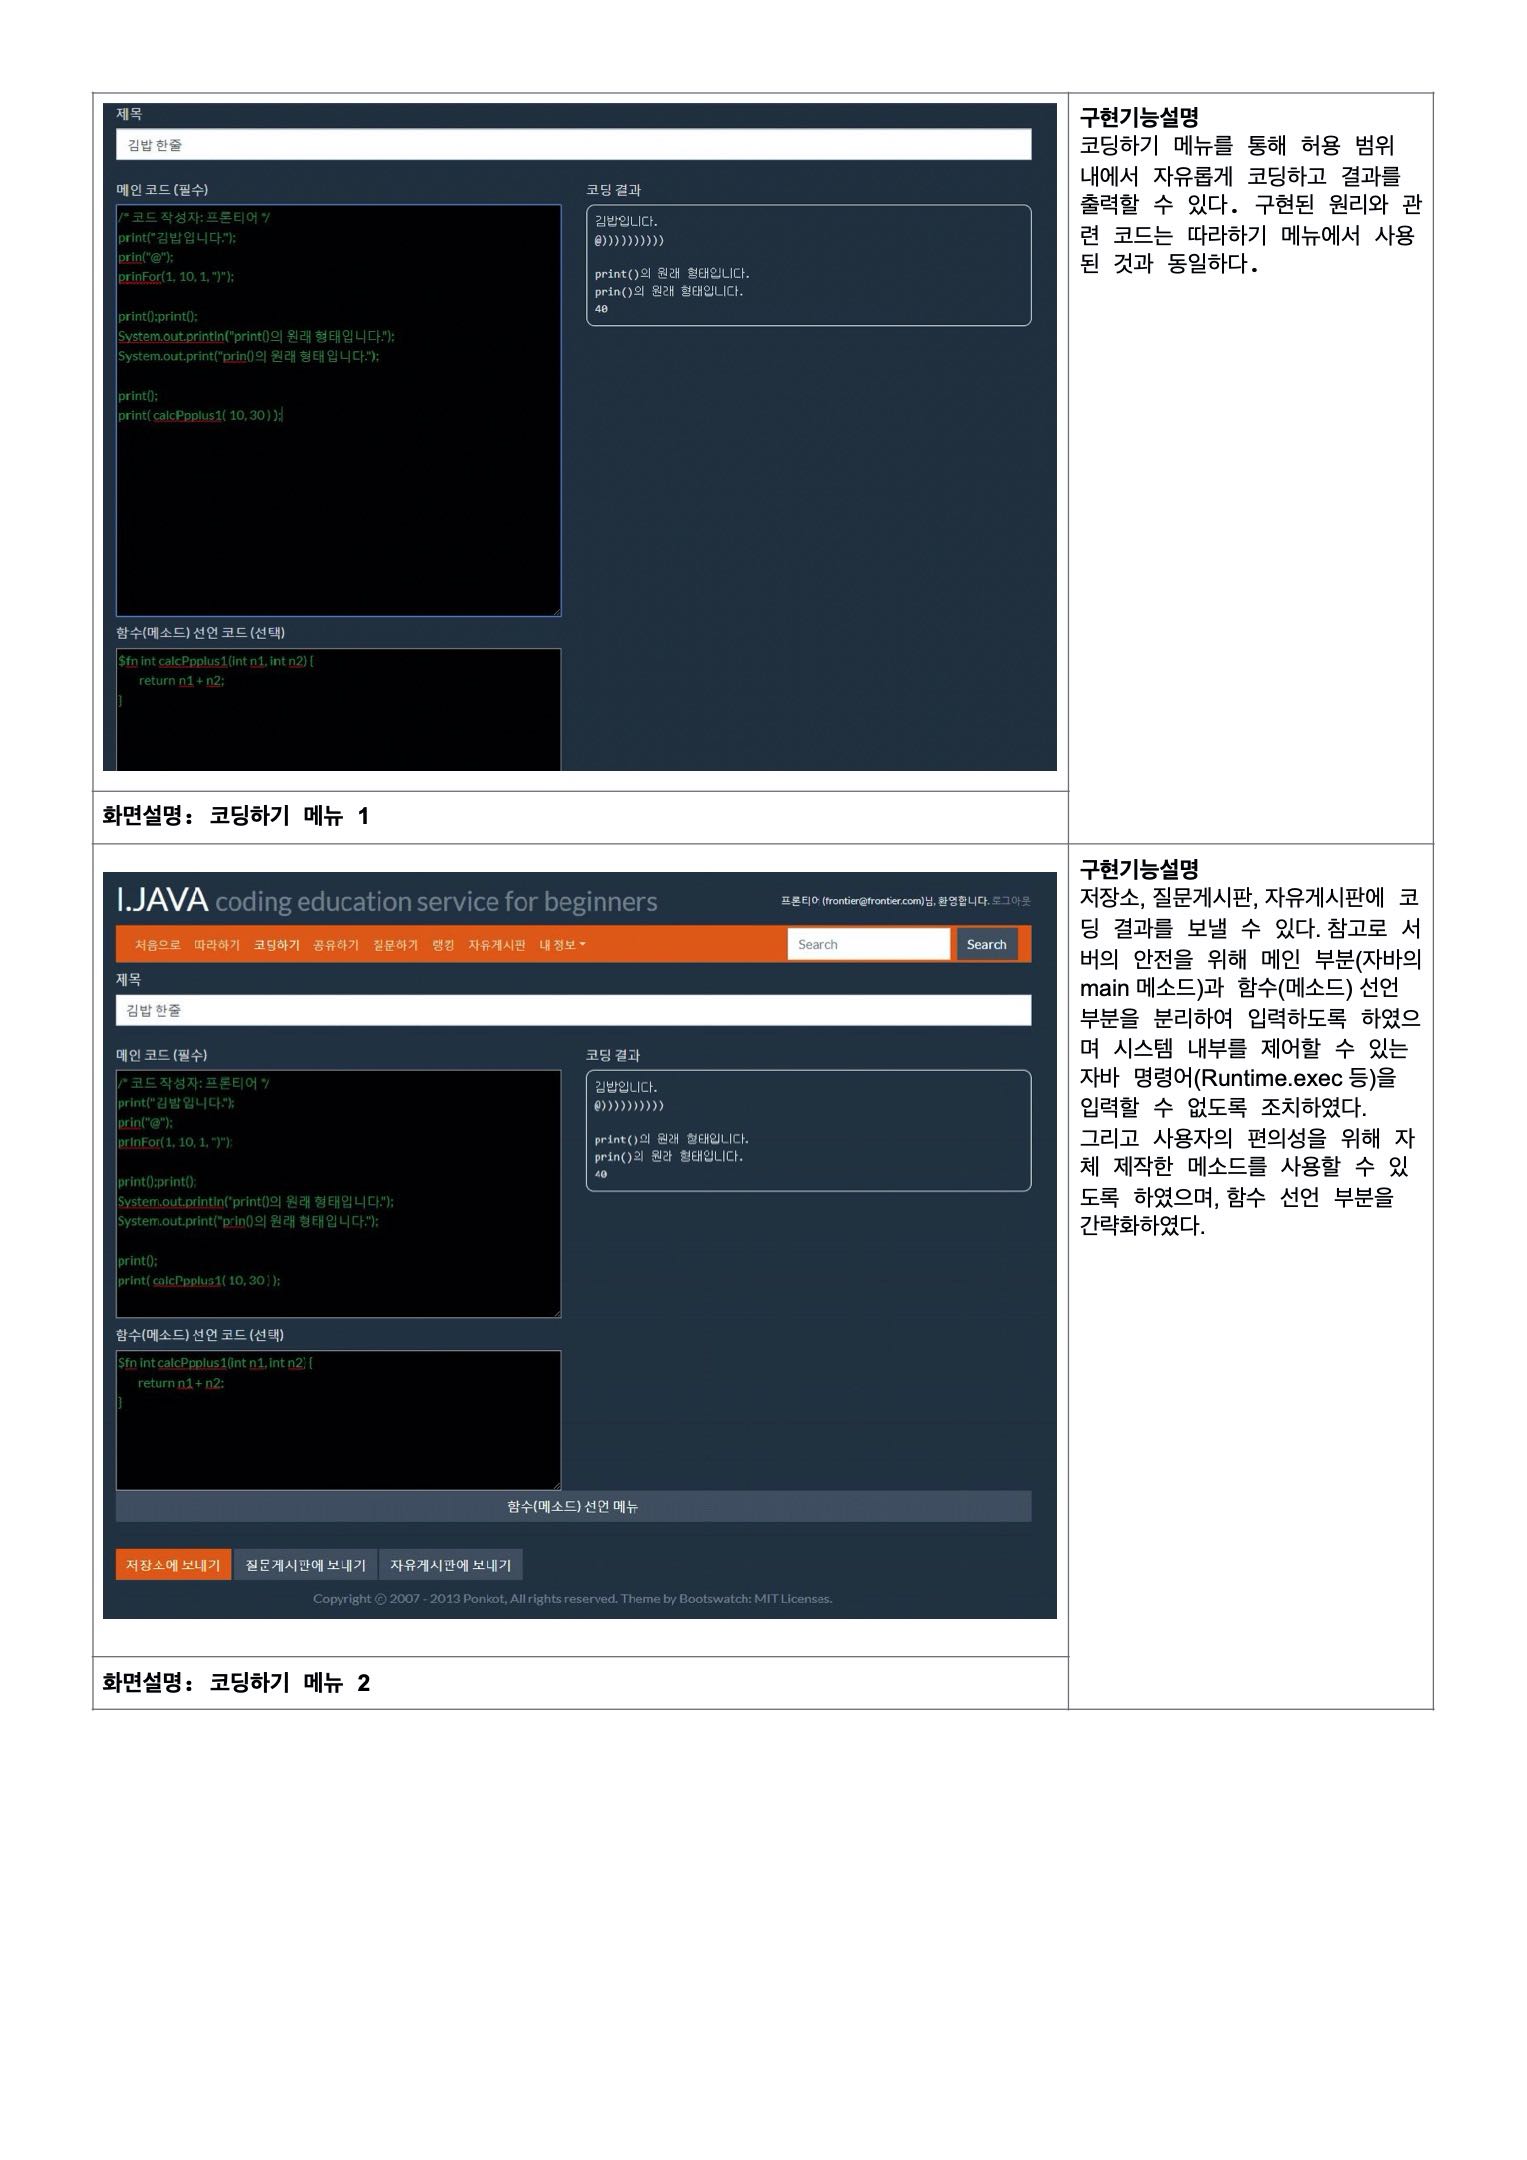 제목
김밥 한줄
메인 코드 (필수)
/* 코드 작성자: 프론티어 */
print("김밥입니다.");
prin("@");
prinFor(1, 10, 1, ")");
print();print();
System.out.println("print()의 원래 형태입니다.");
System.out.print("prin()의 원래 형태입니다.");
print();
print( calcPpplus1( 10, 30 ) );
코딩 결과
김밥입니다.
@))))))))))
print()의 원래 형태입니다.
prin()의 원래 형태입니다.
40
함수(메소드) 선언 코드 (선택)
$fn int calcPpplus1(int n1, int n2) {
return n1 + n2;
}
구현기능설명
코딩하기 메뉴를 통해 허용 범위
내에서 자유롭게 코딩하고 결과를
출력할 수 있다. 구현된 원리와 관
련 코드는 따라하기 메뉴에서 사용
된 것과 동일하다.
화면설명: 코딩하기 메뉴 1
I.JAVA coding education service for beginners
프론티어 (frontier@frontier.com)님, 환영합니다. 로그아웃
처음으로 따라하기 코딩하기 공유하기 질문하기 랭킹 자유게시판 내 정보 Search Search
제목
김밥 한줄
메인 코드 (필수)
/* 코드 작성자: 프론티어 */
print("김밥입니다.");
prin("@");
prinFor(1, 10, 1, ")");
print();print();
System.out.println("print()의 원래 형태입니다.");
System.out.print("prin()의 원래 형태입니다.");
print();
print( calcPpplus1( 10, 30 ) );
코딩 결과
김밥입니다.
@))))))))))
print()의 원래 형태입니다.
prin()의 원래 형태입니다.
40
함수(메소드) 선언 코드 (선택)
$fn int calcPpplus1(int n1, int n2) {
return n1 + n2;
}
함수(메소드) 선언 메뉴
저장소에 보내기 질문게시판에 보내기 자유게시판에 보내기
Copyright ⓒ 2007 - 2013 Ponkot, All rights reserved. Theme by Bootswatch: MIT Licenses.
구현기능설명
저장소, 질문게시판, 자유게시판에 코
딩 결과를 보낼 수 있다. 참고로 서
버의 안전을 위해 메인 부분(자바의
main 메소드)과 함수(메소드) 선언
부분을 분리하여 입력하도록 하였으
며 시스템 내부를 제어할 수 있는
자바 명령어(Runtime.exec 등)을
입력할 수 없도록 조치하였다.
그리고 사용자의 편의성을 위해 자
체 제작한 메소드를 사용할 수 있
도록 하였으며, 함수 선언 부분을
간략화하였다.
화면설명: 코딩하기 메뉴 2